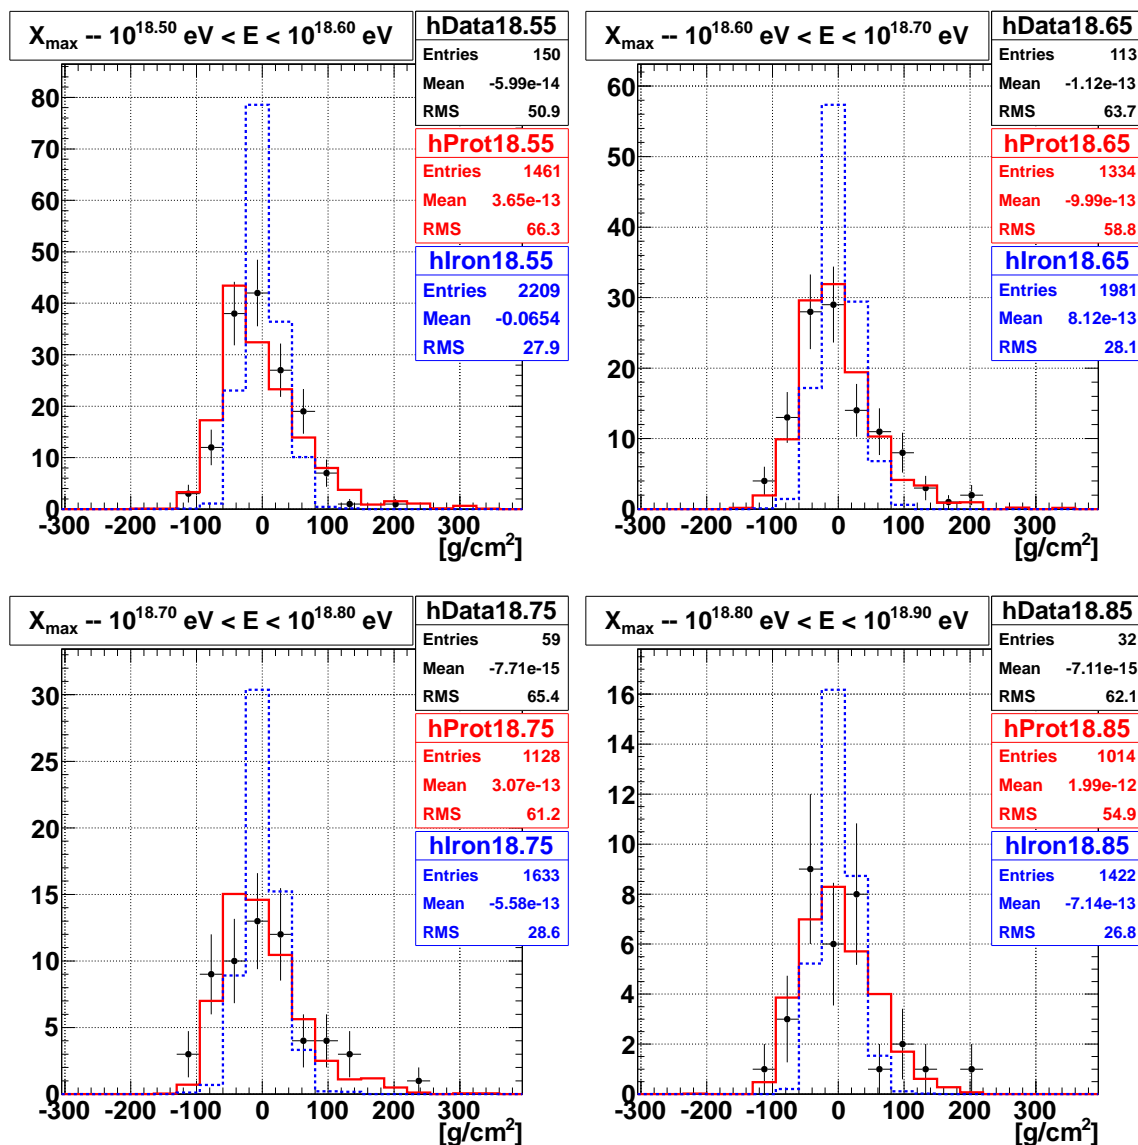 X_max -- 10^18.50 eV < E < 10^18.60 eV
hData18.55
Entries 150
Mean -5.99e-14
RMS 50.9
hProt18.55
Entries 1461
Mean 3.65e-13
RMS 66.3
hIron18.55
Entries 2209
Mean -0.0654
RMS 27.9
80
70
60
50
40
30
20
10
0
-300 -200 -100 0 100 200 300
[g/cm²]
X_max -- 10^18.60 eV < E < 10^18.70 eV
hData18.65
Entries 113
Mean -1.12e-13
RMS 63.7
hProt18.65
Entries 1334
Mean -9.99e-13
RMS 58.8
hIron18.65
Entries 1981
Mean 8.12e-13
RMS 28.1
60
50
40
30
20
10
0
-300 -200 -100 0 100 200 300
[g/cm²]
X_max -- 10^18.70 eV < E < 10^18.80 eV
hData18.75
Entries 59
Mean -7.71e-15
RMS 65.4
hProt18.75
Entries 1128
Mean 3.07e-13
RMS 61.2
hIron18.75
Entries 1633
Mean -5.58e-13
RMS 28.6
30
25
20
15
10
5
0
-300 -200 -100 0 100 200 300
[g/cm²]
X_max -- 10^18.80 eV < E < 10^18.90 eV
hData18.85
Entries 32
Mean -7.11e-15
RMS 62.1
hProt18.85
Entries 1014
Mean 1.99e-12
RMS 54.9
hIron18.85
Entries 1422
Mean -7.14e-13
RMS 26.8
16
14
12
10
8
6
4
2
0
-300 -200 -100 0 100 200 300
[g/cm²]